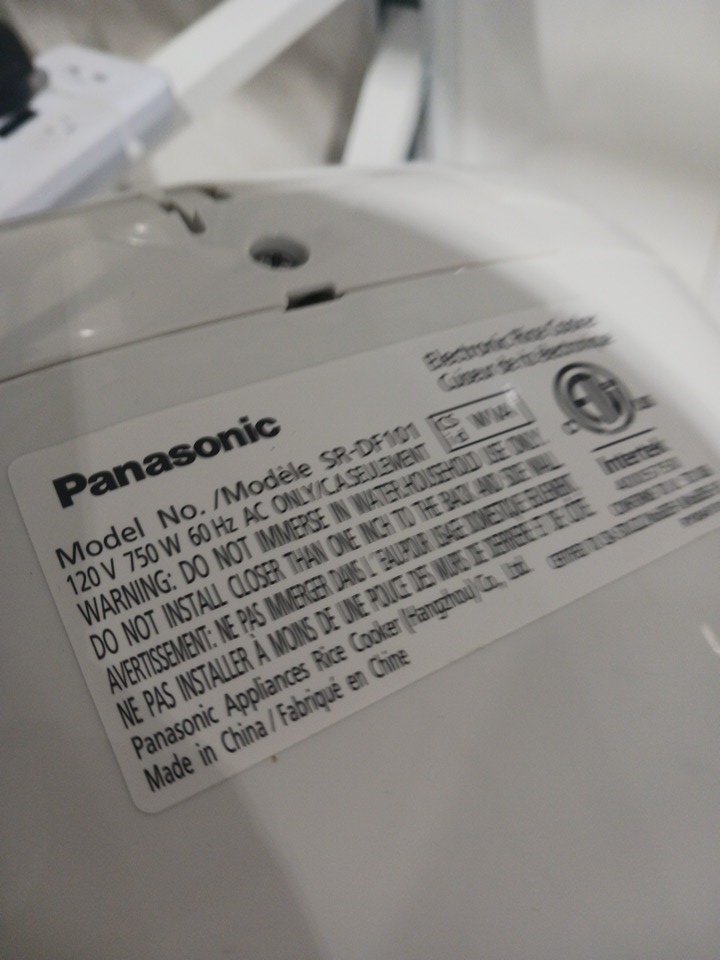 Electronic Rice Cooker
Cuiseur de riz électronique
Panasonic
Model No. /Modèle SR-DF101
120 V 750 W 60 Hz AC ONLY/CA SEULEMENT
WARNING: DO NOT IMMERSE IN WATER-HOUSEHOLD USE ONLY.
DO NOT INSTALL CLOSER THAN ONE INCH TO THE BACK AND SIDE WALL.
AVERTISSEMENT: NE PAS IMMERGER DANS L'EAU.POUR USAGE DOMESTIQUE SEULEMENT.
NE PAS INSTALLER À MOINS DE UNE POUCE DES MURS DE DERRIÈRE ET DE CÔTÉ.
Panasonic Appliances Rice Cooker (Hangzhou) Co., Ltd.
Made in China / Fabriqué en Chine
Intertek